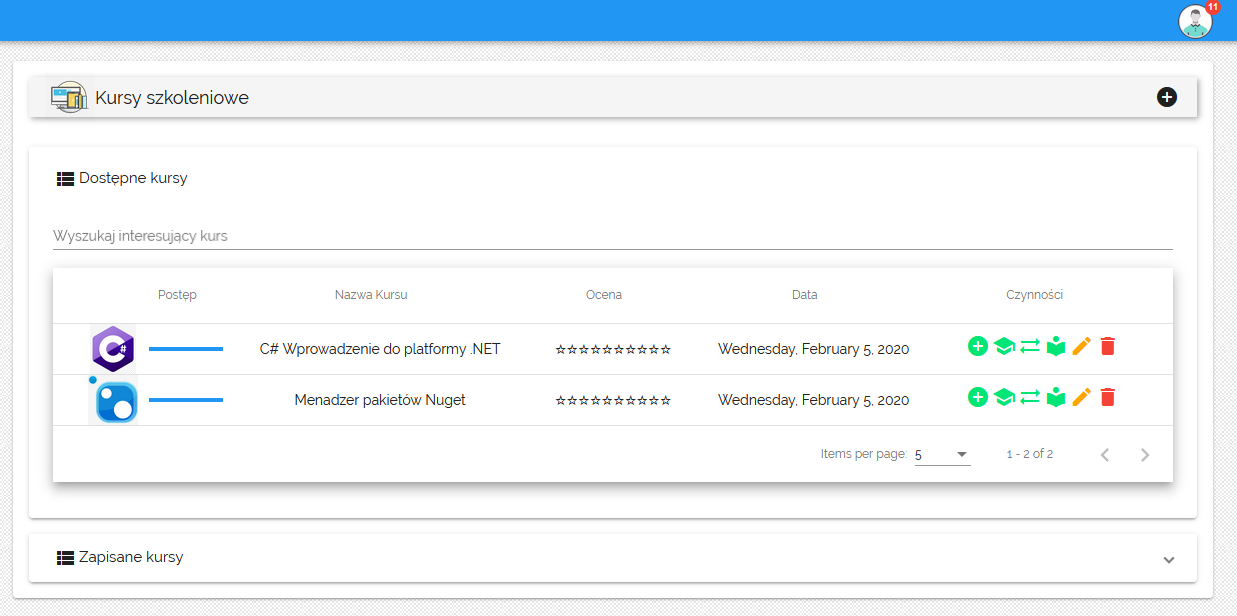 11
Kursy szkoleniowe
Dostępne kursy
Wyszukaj interesujący kurs
Postęp Nazwa Kursu Ocena Data Czynności
C# Wprowadzenie do platformy .NET ☆☆☆☆☆☆☆☆☆☆ Wednesday, February 5, 2020
Menadzer pakietów Nuget ☆☆☆☆☆☆☆☆☆☆ Wednesday, February 5, 2020
Items per page: 5 1 - 2 of 2
Zapisane kursy